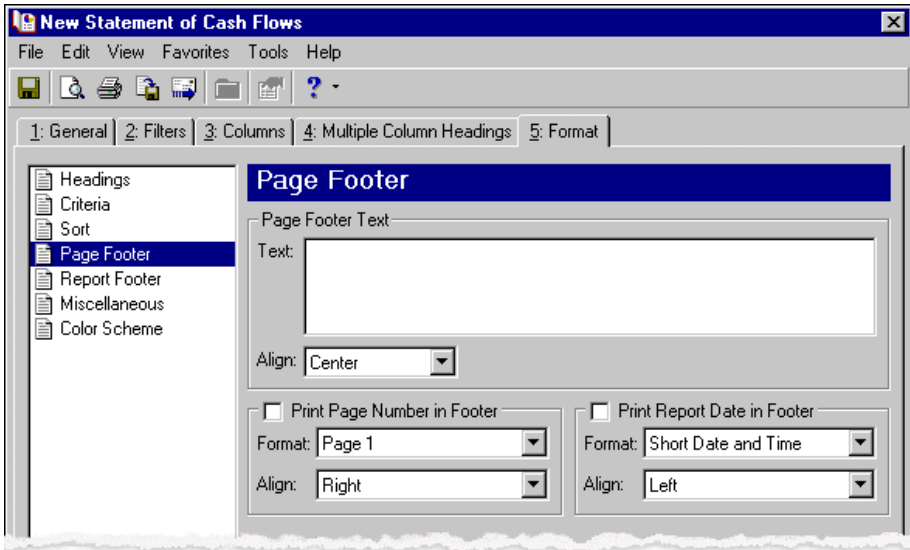 New Statement of Cash Flows
File Edit View Favorites Tools Help
1: General 2: Filters 3: Columns 4: Multiple Column Headings 5: Format
Headings
Criteria
Sort
Page Footer
Report Footer
Miscellaneous
Color Scheme
Page Footer
Page Footer Text
Text:
Align: Center
Print Page Number in Footer
Format: Page 1
Align: Right
Print Report Date in Footer
Format: Short Date and Time
Align: Left